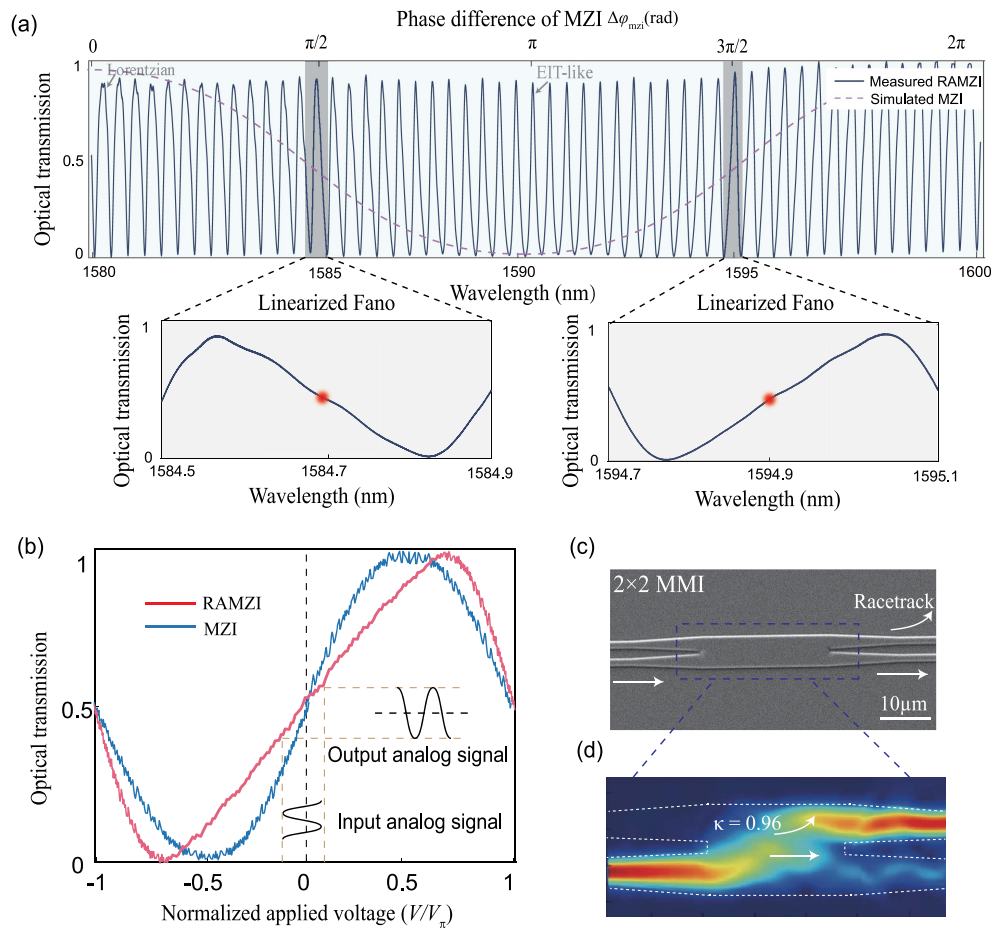 (a)
Phase difference of MZI Δφmzi(rad)
0 π/2 π 3π/2 2π
Optical transmission
1
0.5
0
Lorentzian
EIT-like
Measured RAMZI
Simulated MZI
1580 1585 1590 1595 1600
Wavelength (nm)
Linearized Fano
Optical transmission
1
0
1584.5 1584.7 1584.9
Wavelength (nm)
Linearized Fano
Optical transmission
1
0
1594.7 1594.9 1595.1
Wavelength (nm)
(b)
Optical transmission
1
0.5
0
RAMZI
MZI
Output analog signal
Input analog signal
-1 -0.5 0 0.5 1
Normalized applied voltage (V/Vπ)
(c)
2×2 MMI
Racetrack
10μm
(d)
κ = 0.96